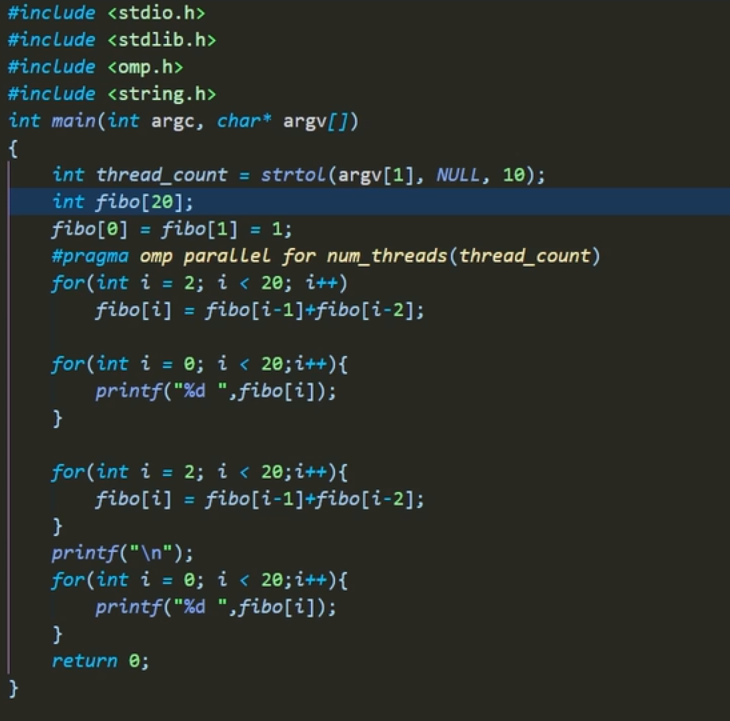 #include <stdio.h>
#include <stdlib.h>
#include <omp.h>
#include <string.h>
int main(int argc, char* argv[])
{
    int thread_count = strtol(argv[1], NULL, 10);
    int fibo[20];
    fibo[0] = fibo[1] = 1;
    #pragma omp parallel for num_threads(thread_count)
    for(int i = 2; i < 20; i++)
        fibo[i] = fibo[i-1]+fibo[i-2];

    for(int i = 0; i < 20;i++){
        printf("%d ",fibo[i]);
    }

    for(int i = 2; i < 20;i++){
        fibo[i] = fibo[i-1]+fibo[i-2];
    }
    printf("\n");
    for(int i = 0; i < 20;i++){
        printf("%d ",fibo[i]);
    }
    return 0;
}